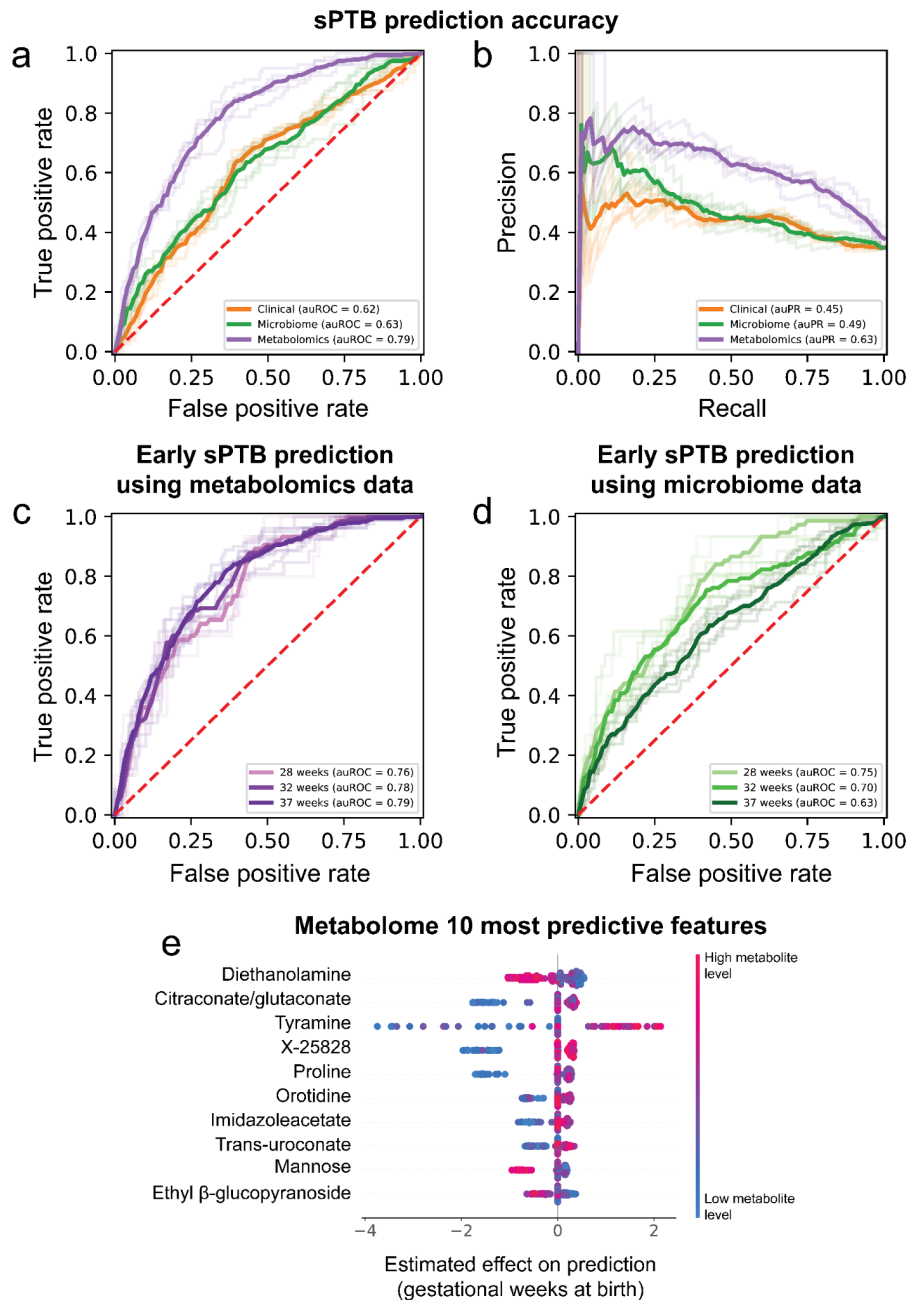 sPTB prediction accuracy
a
1.0
0.8
0.6
0.4
0.2
0.0
True positive rate
0.00
0.25
0.50
0.75
1.00
False positive rate
Clinical (auROC = 0.62)
Microbiome (auROC = 0.63)
Metabolomics (auROC = 0.79)
b
1.0
0.8
0.6
0.4
0.2
0.0
Precision
0.00
0.25
0.50
0.75
1.00
Recall
Clinical (auPR = 0.45)
Microbiome (auPR = 0.49)
Metabolomics (auPR = 0.63)
Early sPTB prediction
using metabolomics data
c
1.0
0.8
0.6
0.4
0.2
0.0
True positive rate
0.00
0.25
0.50
0.75
1.00
False positive rate
28 weeks (auROC = 0.76)
32 weeks (auROC = 0.78)
37 weeks (auROC = 0.79)
Early sPTB prediction
using microbiome data
d
1.0
0.8
0.6
0.4
0.2
0.0
True positive rate
0.00
0.25
0.50
0.75
1.00
False positive rate
28 weeks (auROC = 0.75)
32 weeks (auROC = 0.70)
37 weeks (auROC = 0.63)
Metabolome 10 most predictive features
e
Diethanolamine
Citraconate/glutaconate
Tyramine
X-25828
Proline
Orotidine
Imidazoleacetate
Trans-uroconate
Mannose
Ethyl β-glucopyranoside
−4
−2
0
2
Estimated effect on prediction
(gestational weeks at birth)
High metabolite
level
Low metabolite
level